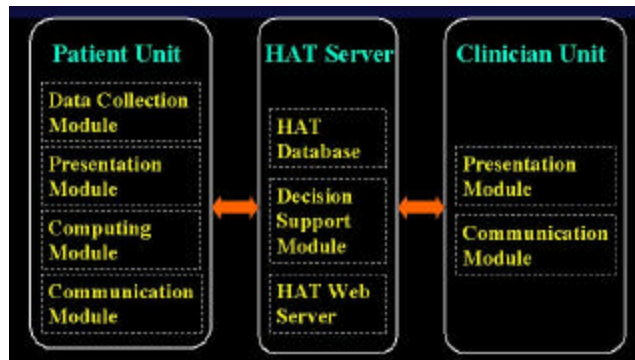 Patient Unit
Data Collection
Module
Presentation
Module
Computing
Module
Communication
Module
HAT Server
HAT
Database
Decision
Support
Module
HAT Web
Server
Clinician Unit
Presentation
Module
Communication
Module